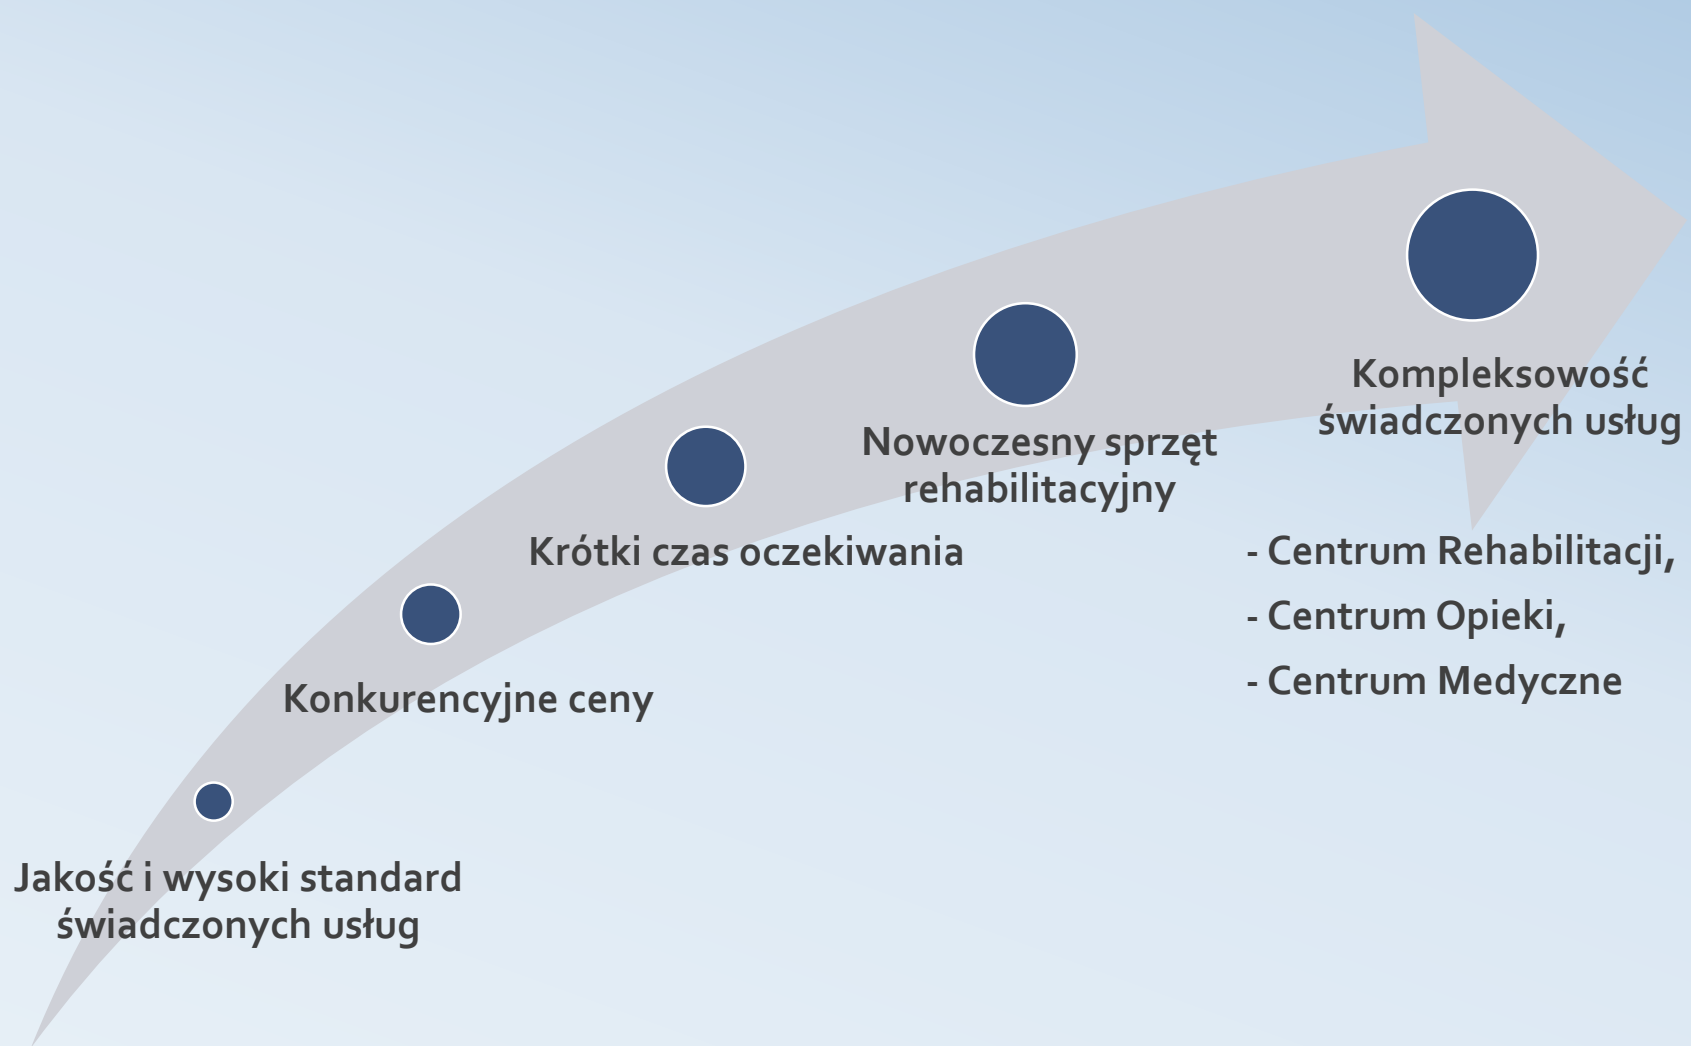 Jakość i wysoki standard
świadczonych usług
Konkurencyjne ceny
Krótki czas oczekiwania
Nowoczesny sprzęt
rehabilitacyjny
Kompleksowość
świadczonych usług
- Centrum Rehabilitacji,
- Centrum Opieki,
- Centrum Medyczne